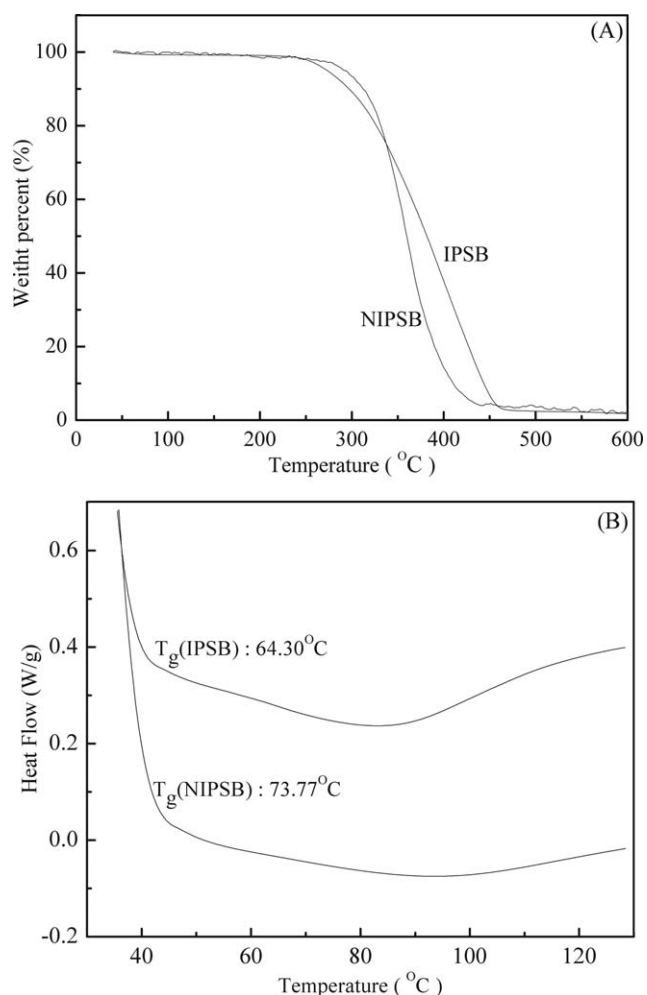 (A)
100
80
60
40
20
0
Weitht percent (%)
IPSB
NIPSB
0 100 200 300 400 500 600
Temperature ( °C )
(B)
0.6
0.4
0.2
0.0
-0.2
Heat Flow (W/g)
Tg(IPSB) : 64.30°C
Tg(NIPSB) : 73.77°C
40 60 80 100 120
Temperature ( °C )